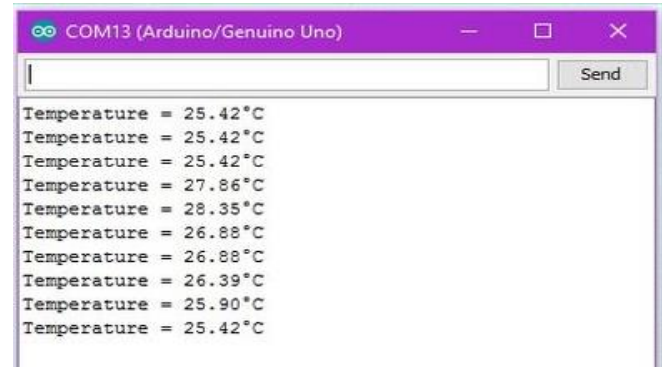 COM13 (Arduino/Genuino Uno)
Send
Temperature = 25.42°C
Temperature = 25.42°C
Temperature = 25.42°C
Temperature = 27.86°C
Temperature = 28.35°C
Temperature = 26.88°C
Temperature = 26.88°C
Temperature = 26.39°C
Temperature = 25.90°C
Temperature = 25.42°C